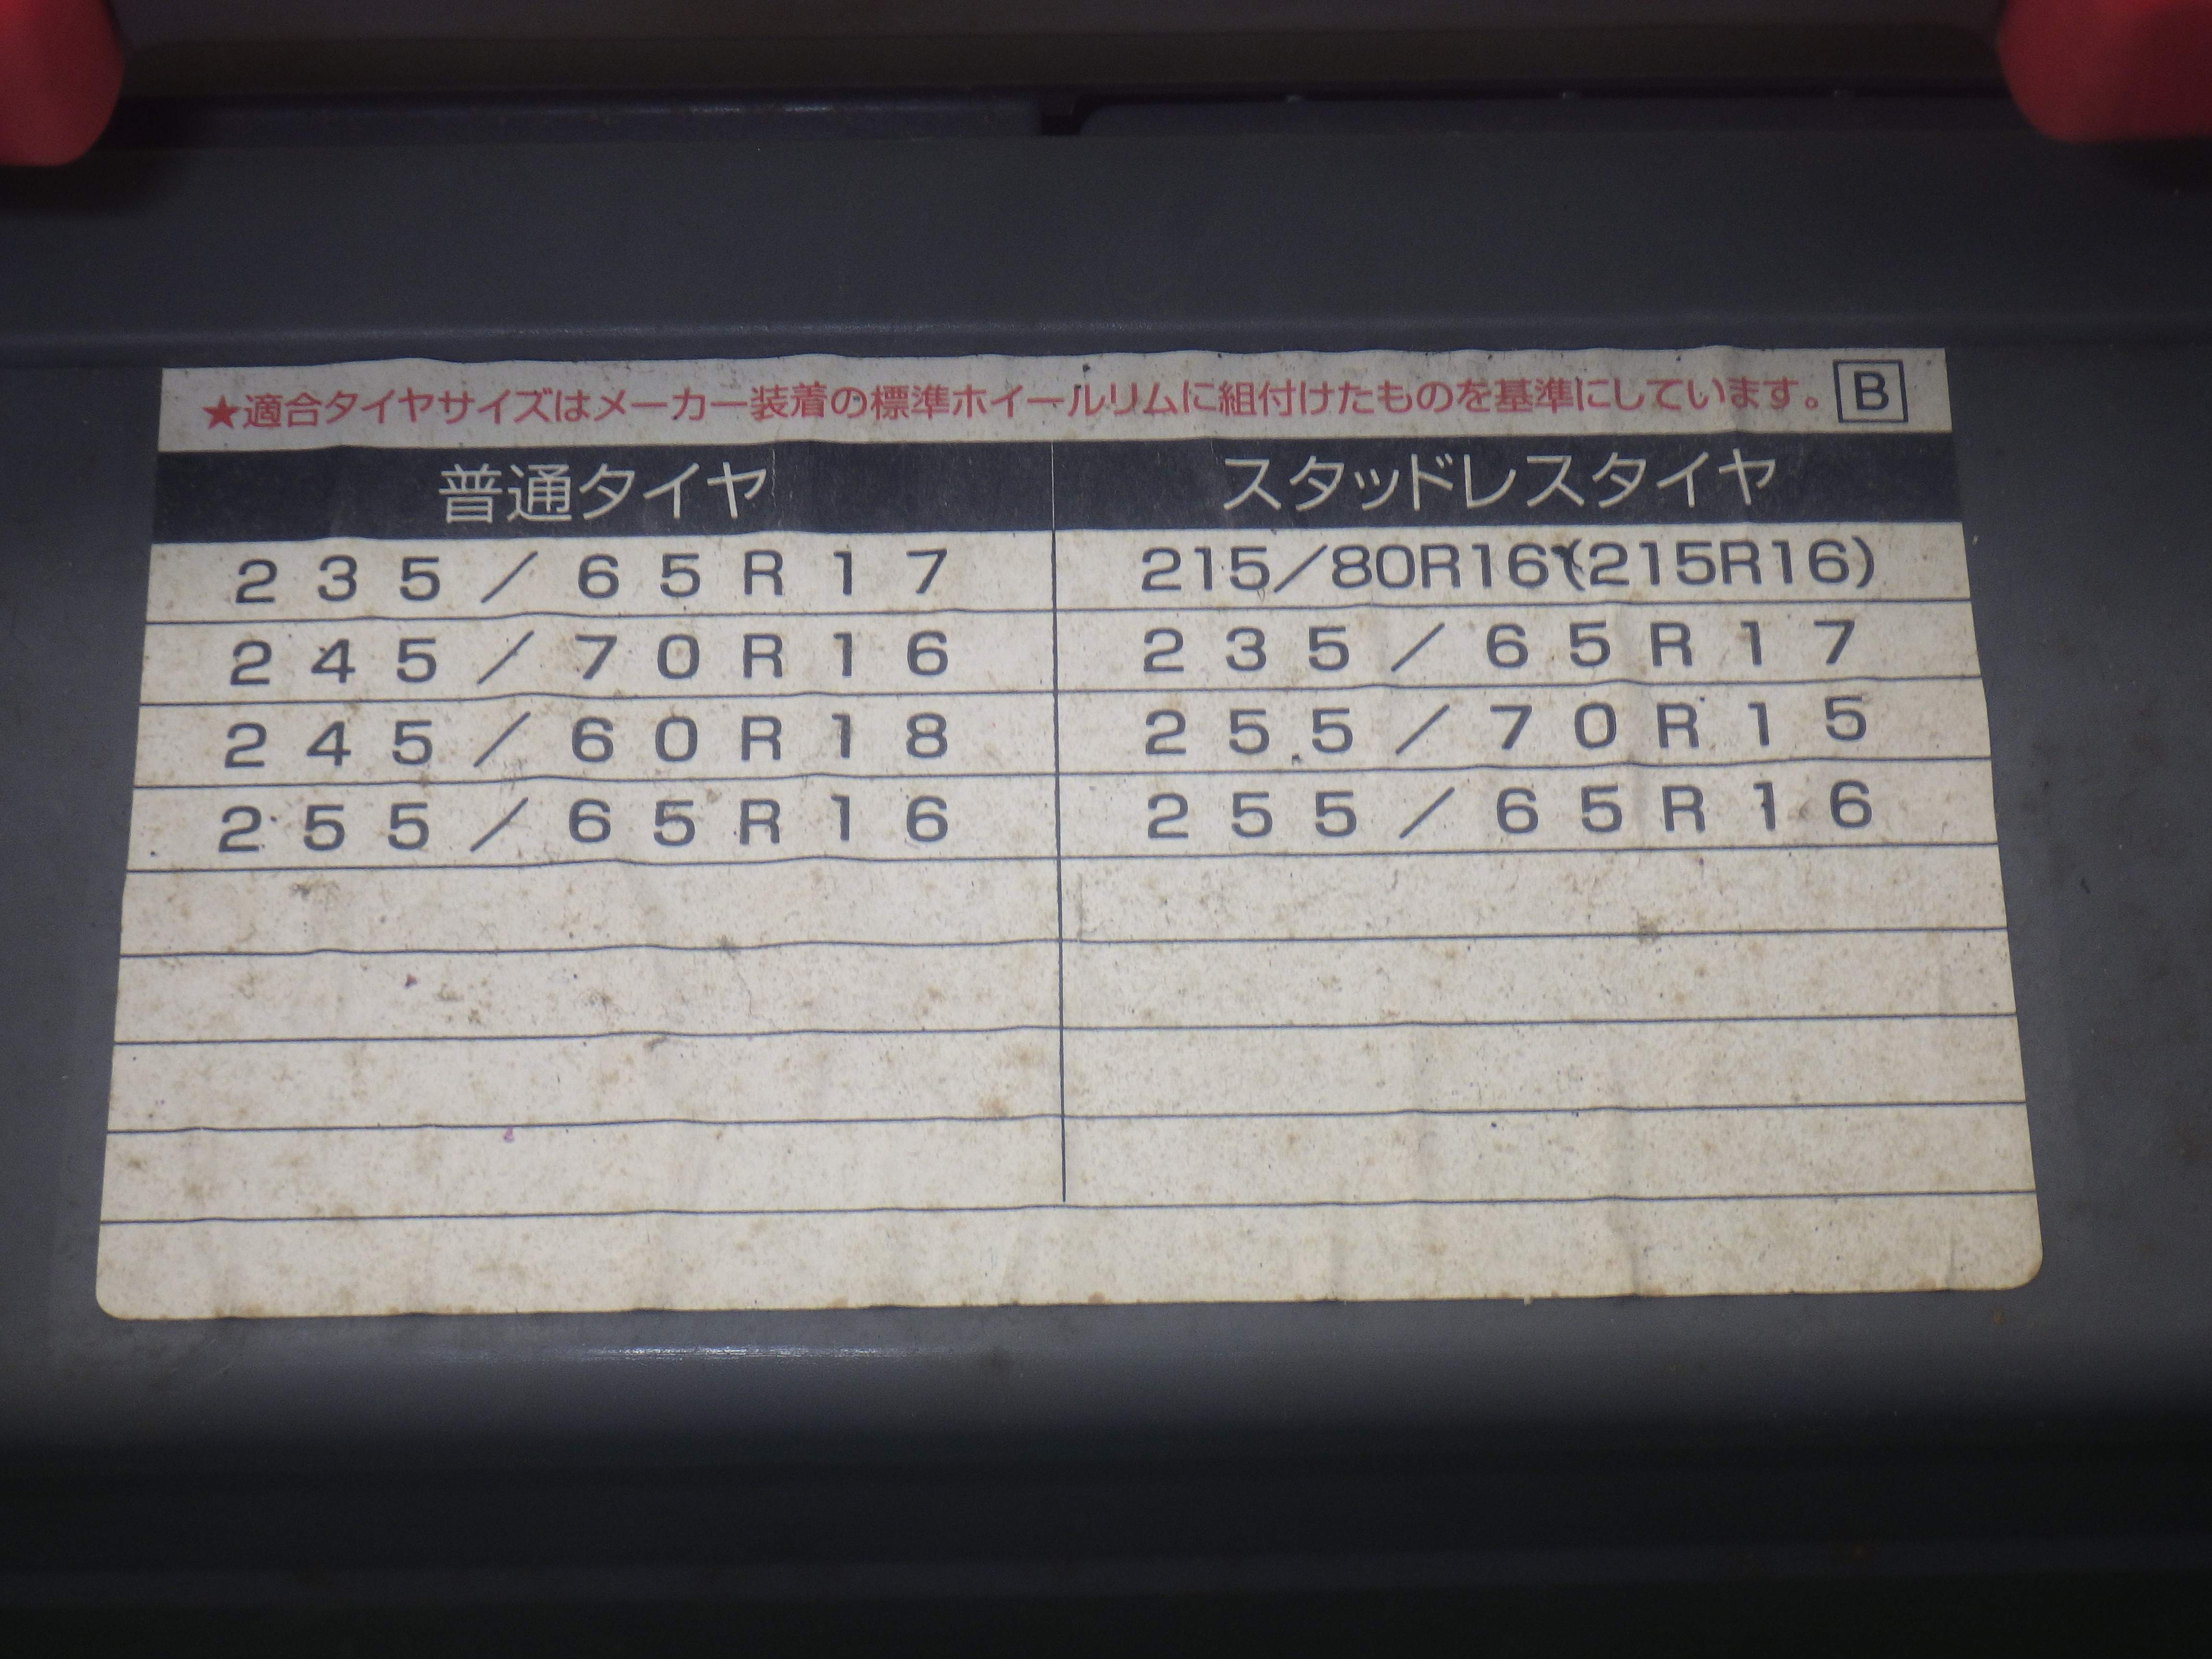 ★適合タイヤサイズはメーカー装着の標準ホイールリムに組付けたものを基準にしています。 B
普通タイヤ スタッドレスタイヤ
235／65R17 215／80R16(215R16)
245／70R16 235／65R17
245／60R18 255／70R15
255／65R16 255／65R16